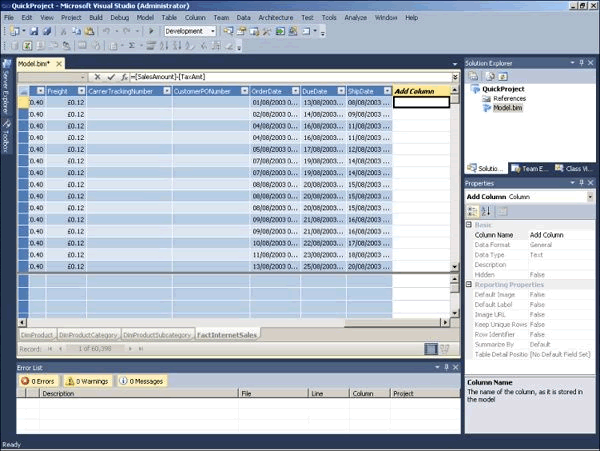 QuickProject - Microsoft Visual Studio (Administrator)
File Edit View Project Build Debug Model Table Column Team Data Architecture Test Tools Analyze Window Help
Development
Server Explorer
Toolbox
Model.bim*
=[SalesAmount]-[TaxAmt]
Freight CarrierTrackingNumber CustomerPONumber OrderDate DueDate ShipDate Add Column
0.40 £0.12 01/08/2003 0... 13/08/2003... 08/08/2003 ...
0.40 £0.12 02/08/2003 0... 14/08/2003... 09/08/2003 ...
0.40 £0.12 04/08/2003 0... 16/08/2003... 11/08/2003 ...
0.40 £0.12 04/08/2003 0... 16/08/2003... 11/08/2003 ...
0.40 £0.12 05/08/2003 0... 17/08/2003... 12/08/2003 ...
0.40 £0.12 07/08/2003 0... 19/08/2003... 14/08/2003 ...
0.40 £0.12 07/08/2003 0... 19/08/2003... 14/08/2003 ...
0.40 £0.12 08/08/2003 0... 20/08/2003... 15/08/2003 ...
0.40 £0.12 08/08/2003 0... 20/08/2003... 15/08/2003 ...
0.40 £0.12 08/08/2003 0... 20/08/2003... 15/08/2003 ...
0.40 £0.12 09/08/2003 0... 21/08/2003... 16/08/2003 ...
0.40 £0.12 09/08/2003 0... 21/08/2003... 16/08/2003 ...
0.40 £0.12 10/08/2003 0... 22/08/2003... 17/08/2003 ...
0.40 £0.12 11/08/2003 0... 23/08/2003... 18/08/2003 ...
0.40 £0.12 13/08/2003 0... 25/08/2003... 20/08/2003 ...
DimProduct DimProductCategory DimProductSubcategory FactInternetSales
Record: 1 of 60,398
Solution Explorer
QuickProject
References
Model.bim
Solutio... Team E... Class Vi...
Properties
Add Column Column
Basic
Column Name Add Column
Data Format General
Data Type Text
Description
Hidden False
Reporting Properties
Default Image False
Default Label False
Image URL False
Keep Unique Rows False
Row Identifier False
Summarize By Default
Table Detail Positio [No Default Field Set]
Column Name
The name of the column, as it is stored in
the model
Error List
0 Errors 0 Warnings 0 Messages
Description File Line Column Project
Ready